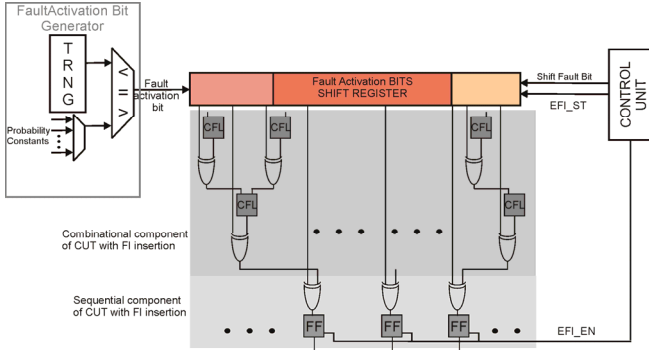 FaultActivation Bit
Generator
T
R
N
G
< = >
Probability
Constants
Fault
activation
bit
Fault Activation BITS
SHIFT REGISTER
Shift Fault Bit
EFI_ST
CONTROL
UNIT
CFL
CFL
CFL
CFL
CFL
Combinational component
of CUT with FI insertion
Sequential component
of CUT with FI insertion
FF
FF
FF
EFI_EN